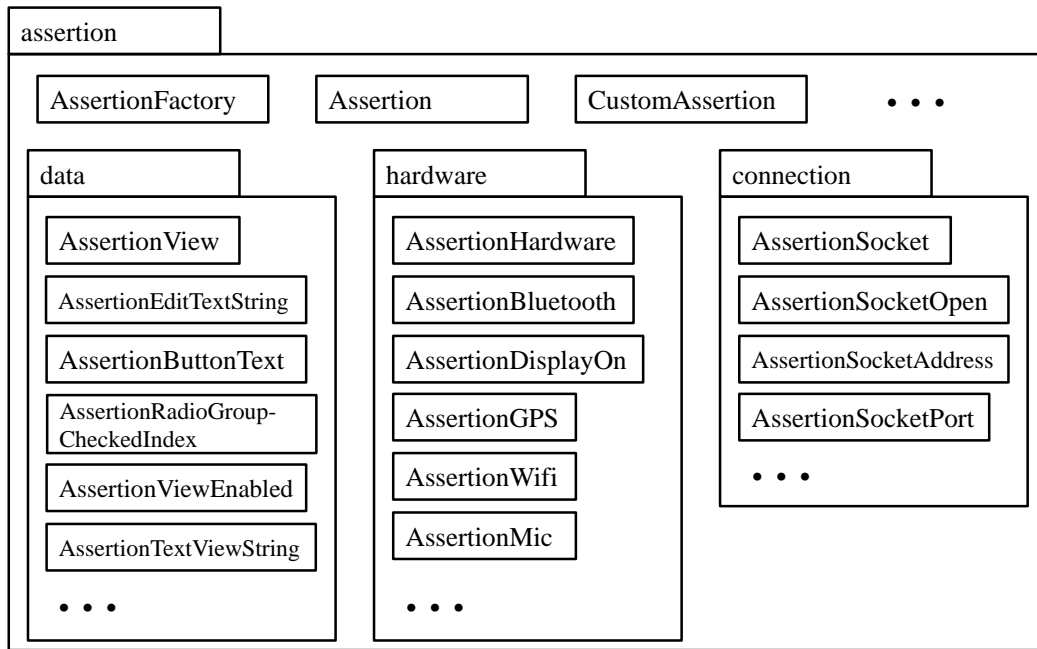 assertion
AssertionFactory
Assertion
CustomAssertion
• • •
data
AssertionView
AssertionEditTextString
AssertionButtonText
AssertionRadioGroup-
CheckedIndex
AssertionViewEnabled
AssertionTextViewString
• • •
hardware
AssertionHardware
AssertionBluetooth
AssertionDisplayOn
AssertionGPS
AssertionWifi
AssertionMic
• • •
connection
AssertionSocket
AssertionSocketOpen
AssertionSocketAddress
AssertionSocketPort
• • •